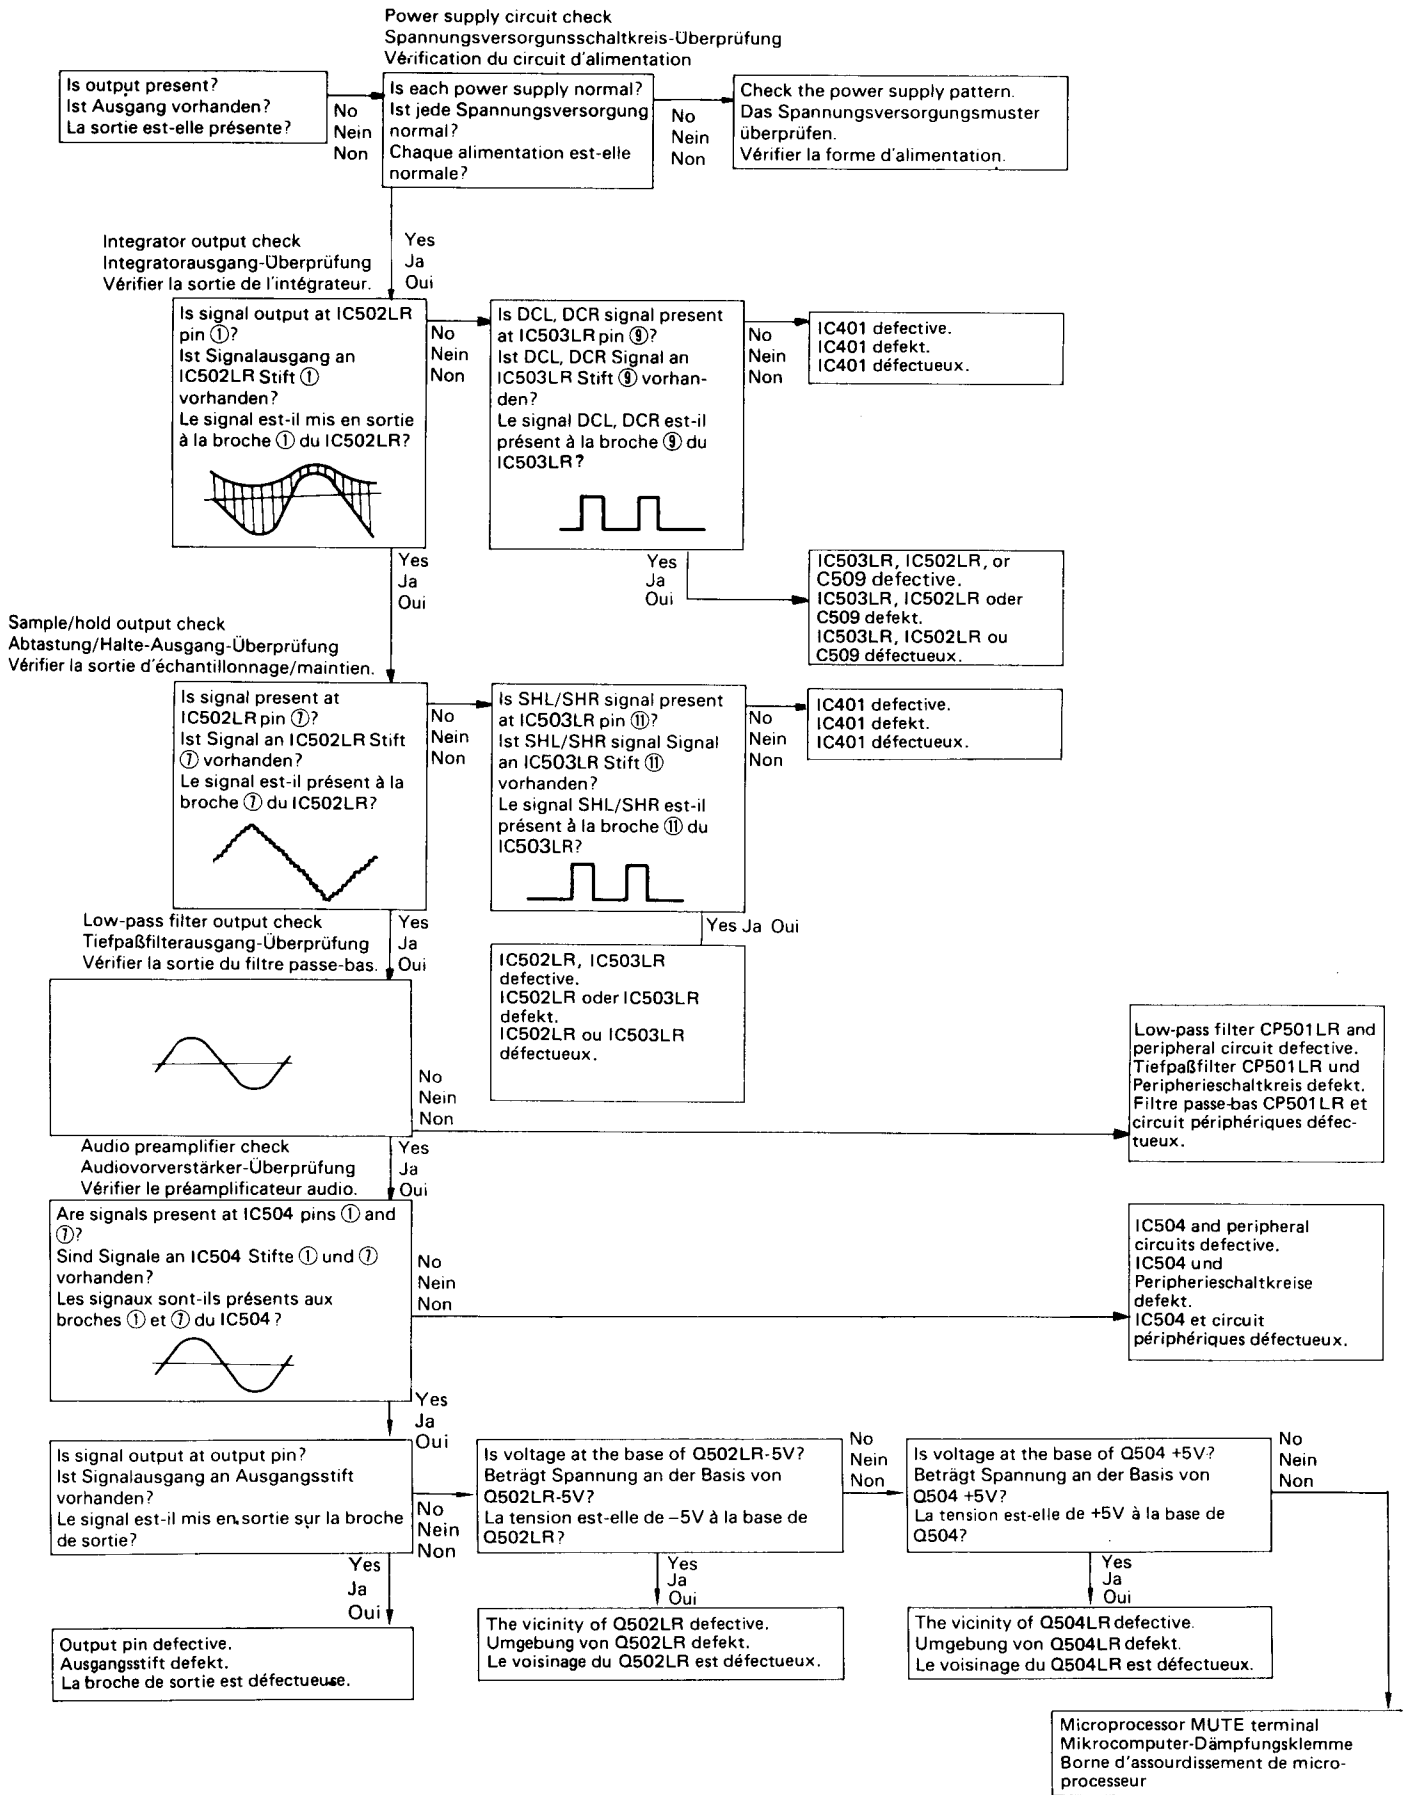 Power supply circuit check
Spannungsversorgunsschaltkreis-Überprüfung
Vérification du circuit d'alimentation
Is output present?
Ist Ausgang vorhanden?
La sortie est-elle présente?
No
Nein
Non
Is each power supply normal?
Ist jede Spannungsversorgung
normal?
Chaque alimentation est-elle
normale?
No
Nein
Non
Check the power supply pattern.
Das Spannungsversorgungsmuster
überprüfen.
Vérifier la forme d'alimentation.
Integrator output check
Integratorausgang-Überprüfung
Vérifier la sortie de l'intégrateur.
Yes
Ja
Oui
Is signal output at IC502LR
pin ①?
Ist Signalausgang an
IC502LR Stift ①
vorhanden?
Le signal est-il mis en sortie
à la broche ① du IC502LR?
No
Nein
Non
Is DCL, DCR signal present
at IC503LR pin ⑨?
Ist DCL, DCR Signal an
IC503LR Stift ⑨ vorhan-
den?
Le signal DCL, DCR est-il
présent à la broche ⑨ du
IC503LR?
No
Nein
Non
IC401 defective.
IC401 defekt.
IC401 défectueux.
Yes
Ja
Oui
Yes
Ja
Oui
IC503LR, IC502LR, or
C509 defective.
IC503LR, IC502LR oder
C509 defekt.
IC503LR, IC502LR ou
C509 défectueux.
Sample/hold output check
Abtastung/Halte-Ausgang-Überprüfung
Vérifier la sortie d'échantillonnage/maintien.
Is signal present at
IC502LR pin ⑦?
Ist Signal an IC502LR Stift
⑦ vorhanden?
Le signal est-il présent à la
broche ⑦ du IC502LR?
No
Nein
Non
Is SHL/SHR signal present
at IC503LR pin ⑪?
Ist SHL/SHR signal Signal
an IC503LR Stift ⑪
vorhanden?
Le signal SHL/SHR est-il
présent à la broche ⑪ du
IC503LR?
No
Nein
Non
IC401 defective.
IC401 defekt.
IC401 défectueux.
Low-pass filter output check
Tiefpaßfilterausgang-Überprüfung
Vérifier la sortie du filtre passe-bas.
Yes
Ja
Oui
Yes Ja Oui
IC502LR, IC503LR
defective.
IC502LR oder IC503LR
defekt.
IC502LR ou IC503LR
défectueux.
No
Nein
Non
Low-pass filter CP501LR and
peripheral circuit defective.
Tiefpaßfilter CP501LR und
Peripherieschaltkreis defekt.
Filtre passe-bas CP501LR et
circuit périphériques défec-
tueux.
Audio preamplifier check
Audiovorverstärker-Überprüfung
Vérifier le préamplificateur audio.
Yes
Ja
Oui
Are signals present at IC504 pins ① and
⑦?
Sind Signale an IC504 Stifte ① und ⑦
vorhanden?
Les signaux sont-ils présents aux
broches ① et ⑦ du IC504?
No
Nein
Non
IC504 and peripheral
circuits defective.
IC504 und
Peripherieschaltkreise
defekt.
IC504 et circuit
périphériques défectueux.
Yes
Ja
Oui
Is signal output at output pin?
Ist Signalausgang an Ausgangsstift
vorhanden?
Le signal est-il mis en sortie sur la broche
de sortie?
No
Nein
Non
Is voltage at the base of Q502LR-5V?
Beträgt Spannung an der Basis von
Q502LR-5V?
La tension est-elle de –5V à la base de
Q502LR?
No
Nein
Non
Is voltage at the base of Q504 +5V?
Beträgt Spannung an der Basis von
Q504 +5V?
La tension est-elle de +5V à la base de
Q504?
No
Nein
Non
Yes
Ja
Oui
Yes
Ja
Oui
Yes
Ja
Oui
Output pin defective.
Ausgangsstift defekt.
La broche de sortie est défectueuse.
The vicinity of Q502LR defective.
Umgebung von Q502LR defekt.
Le voisinage du Q502LR est défectueux.
The vicinity of Q504LR defective.
Umgebung von Q504LR defekt.
Le voisinage du Q504LR est défectueux.
Microprocessor MUTE terminal
Mikrocomputer-Dämpfungsklemme
Borne d'assourdissement de micro-
processeur